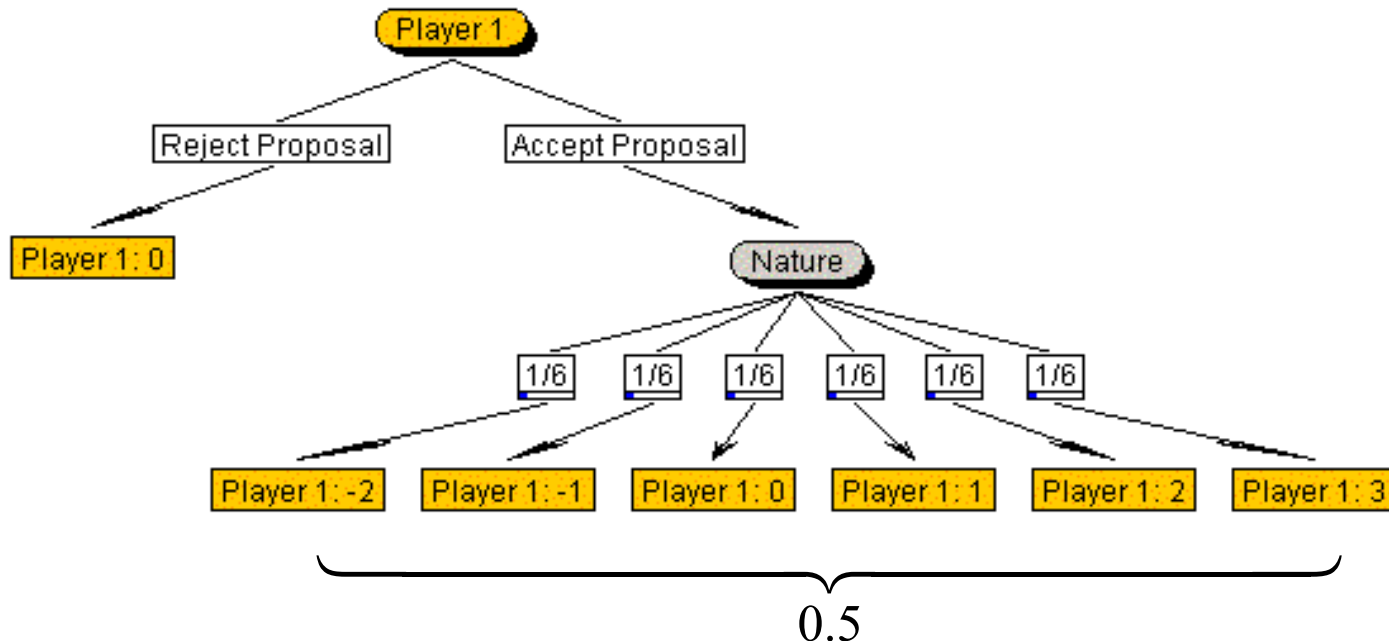 Player 1
Reject Proposal
Accept Proposal
Player 1: 0
Nature
1/6
1/6
1/6
1/6
1/6
1/6
Player 1: -2
Player 1: -1
Player 1: 0
Player 1: 1
Player 1: 2
Player 1: 3
0.5